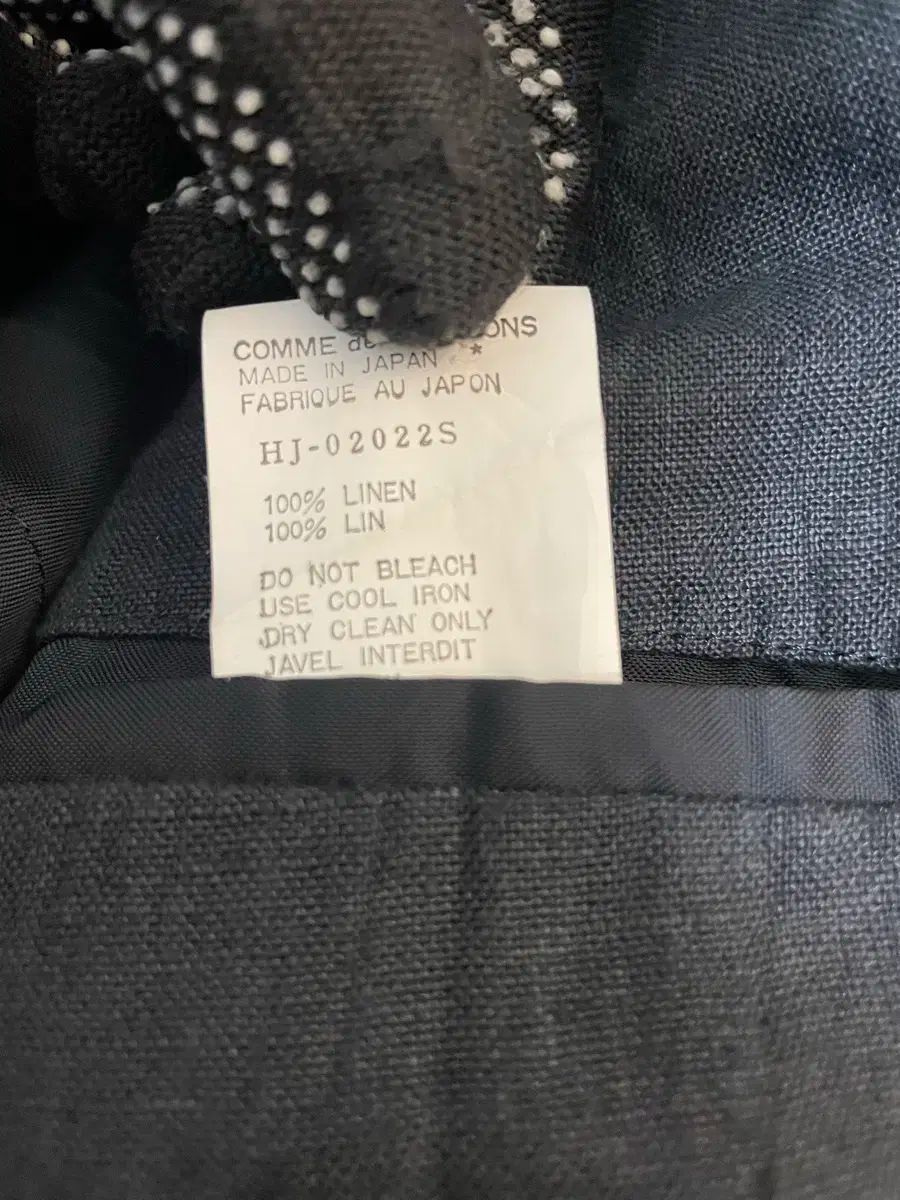 COMME
MADE IN JAPAN *
FABRIQUE AU JAPON
HJ-02022S
100% LINEN
100% LIN
DO NOT BLEACH
USE COOL IRON
DRY CLEAN ONLY
JAVEL INTERDIT